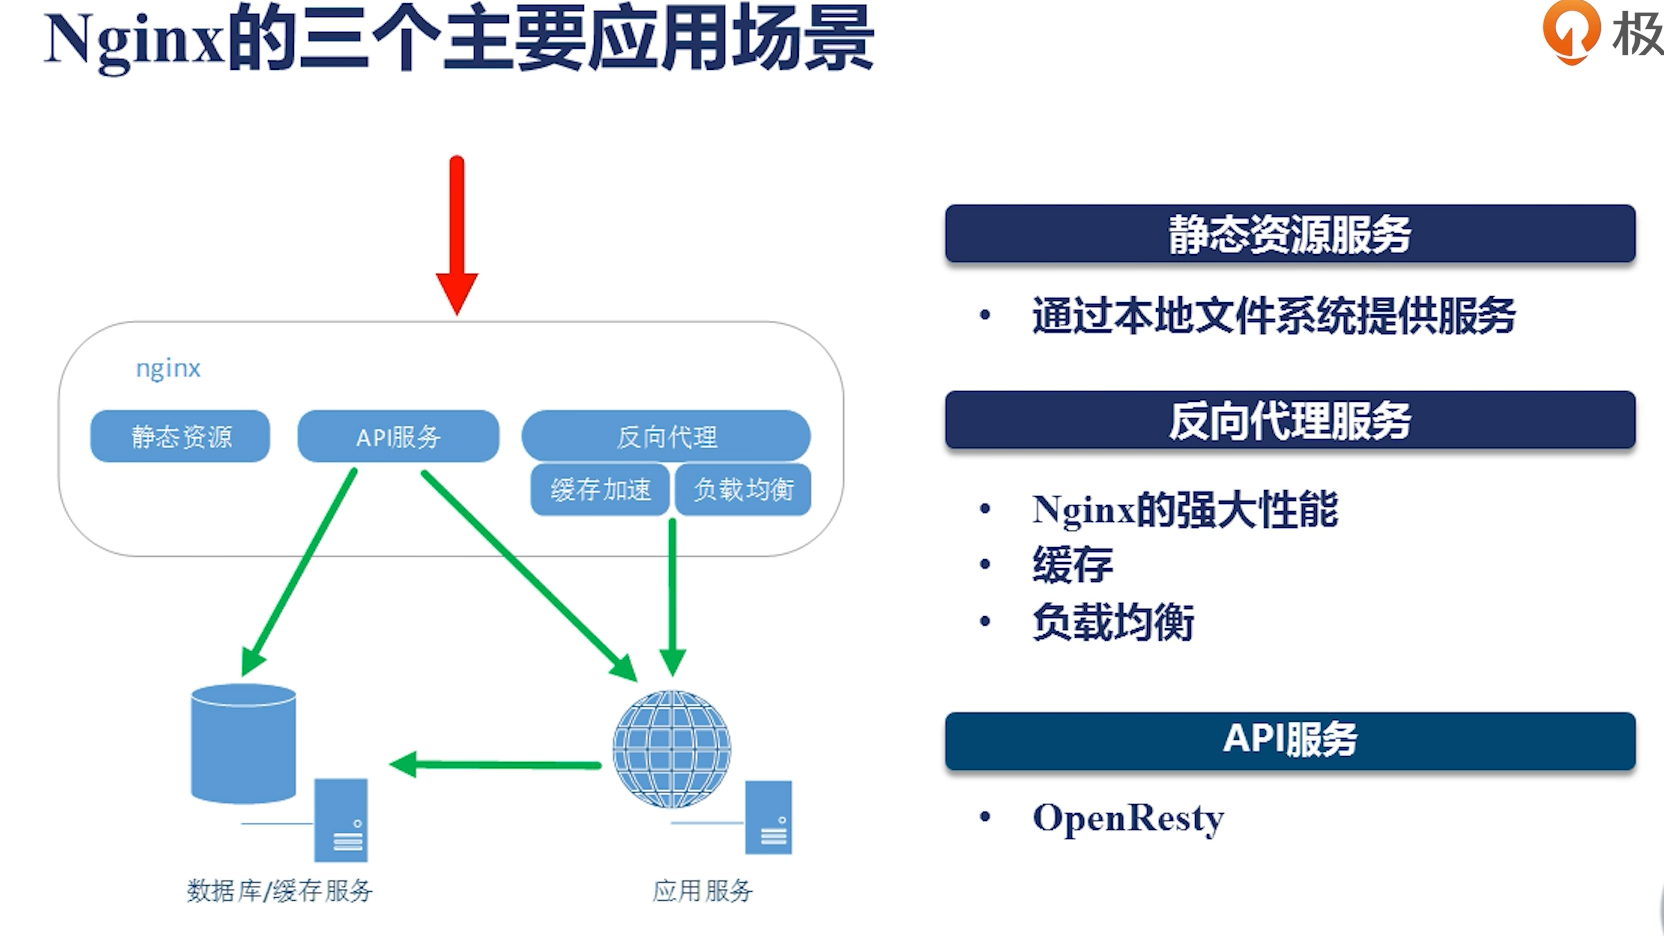 Nginx的三个主要应用场景
极
nginx
静态资源
API服务
反向代理
缓存加速
负载均衡
数据库/缓存服务
应用服务
静态资源服务
• 通过本地文件系统提供服务
反向代理服务
• Nginx的强大性能
• 缓存
• 负载均衡
API服务
• OpenResty